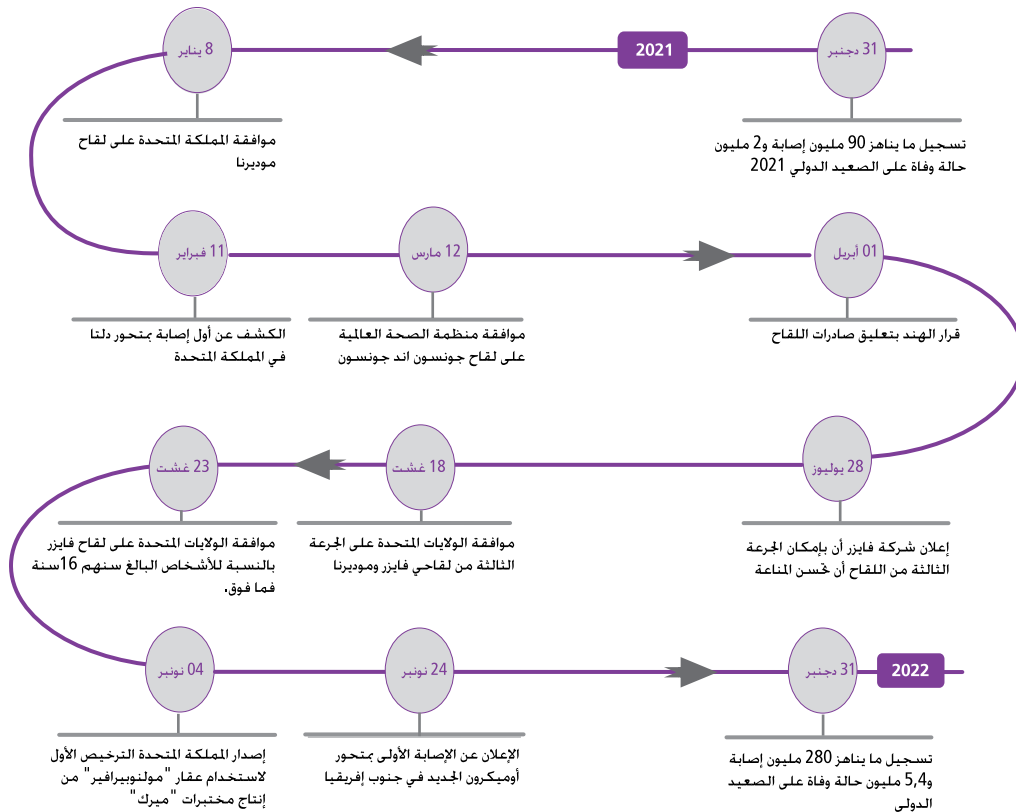 31 دجنبر
2021
8 يناير
تسجيل ما يناهز 90 مليون إصابة و2 مليون
حالة وفاة على الصعيد الدولي 2021
موافقة المملكة المتحدة على لقاح
موديرنا
11 فبراير
12 مارس
01 أبريل
الكشف عن أول إصابة بمتحور دلتا
في المملكة المتحدة
موافقة منظمة الصحة العالمية
على لقاح جونسون اند جونسون
قرار الهند بتعليق صادرات اللقاح
28 يوليوز
18 غشت
23 غشت
إعلان شركة فايزر أن بإمكان الجرعة
الثالثة من اللقاح أن تحسن المناعة
موافقة الولايات المتحدة على الجرعة
الثالثة من لقاحي فايزر وموديرنا
موافقة الولايات المتحدة على لقاح فايزر
بالنسبة للأشخاص البالغ سنهم 16سنة
فما فوق.
04 نونبر
24 نونبر
31 دجنبر
2022
إصدار المملكة المتحدة الترخيص الأول
لاستخدام عقار "مولنوبيرافير" من
إنتاج مختبرات "ميرك"
الإعلان عن الإصابة الأولى بمتحور
أوميكرون الجديد في جنوب إفريقيا
تسجيل ما يناهز 280 مليون إصابة
و5,4 مليون حالة وفاة على الصعيد
الدولي